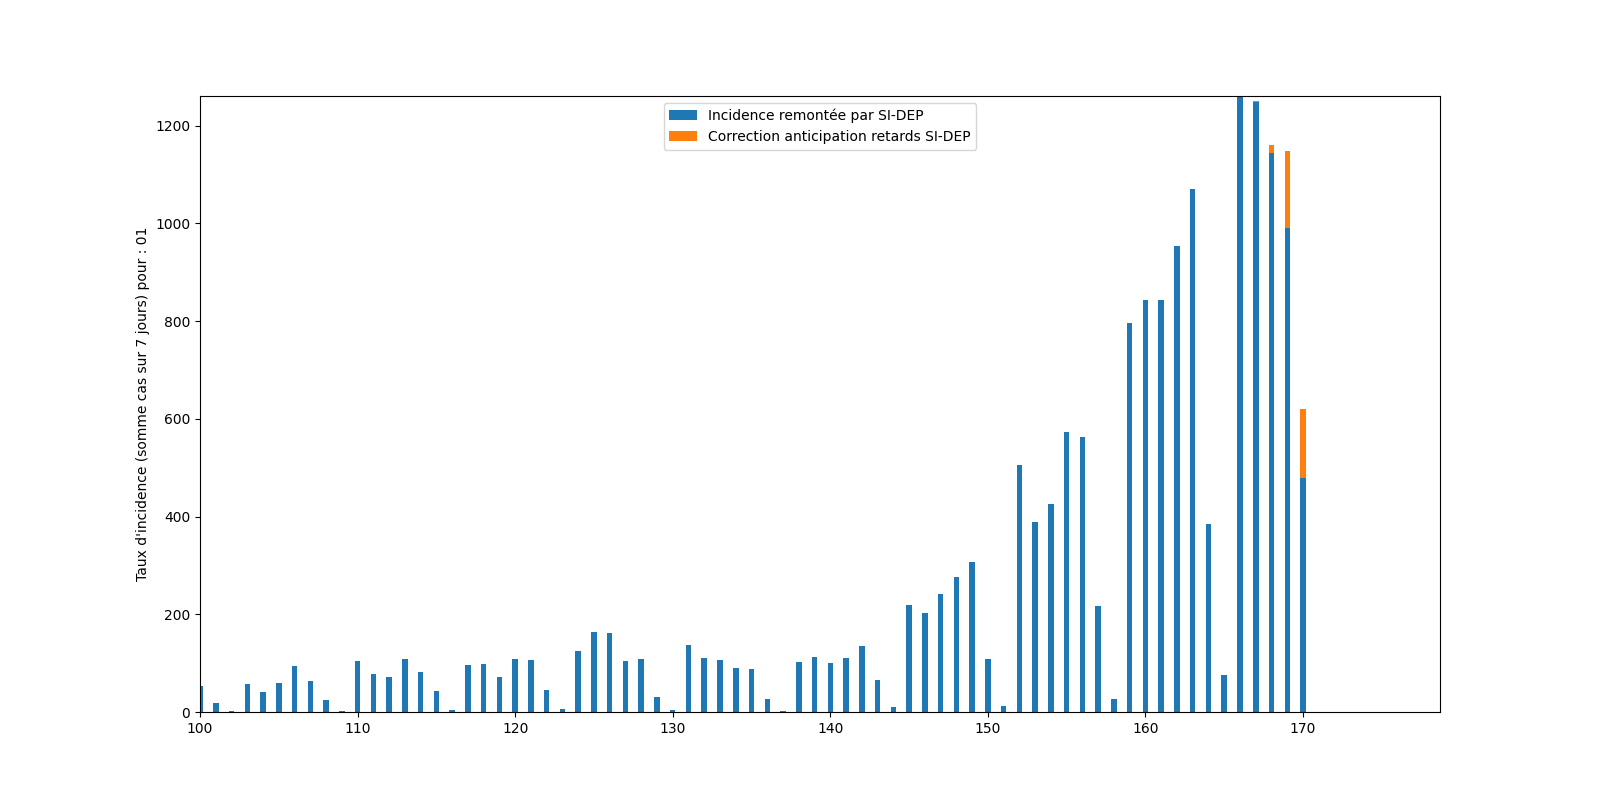 Incidence remontée par SI-DEP
Correction anticipation retards SI-DEP
Taux d'incidence (somme cas sur 7 jours) pour : 01
1200
1000
800
600
400
200
0
100 110 120 130 140 150 160 170